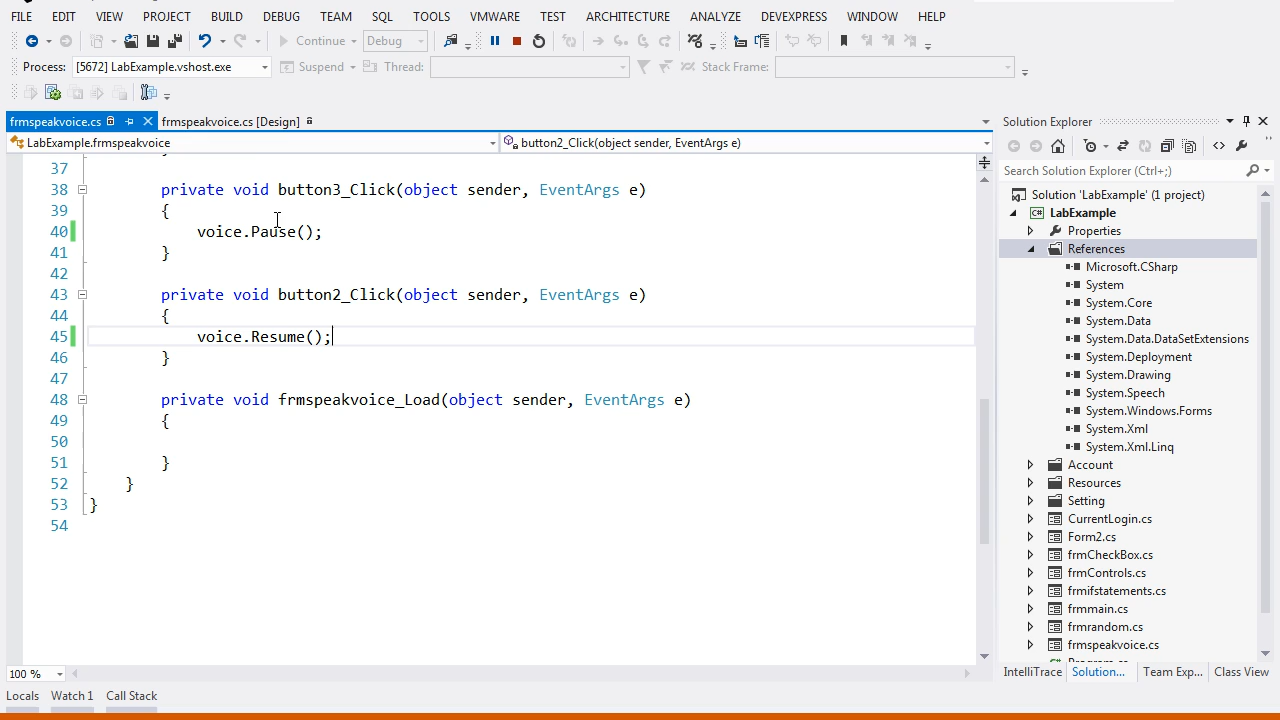 FILE EDIT VIEW PROJECT BUILD DEBUG TEAM SQL TOOLS VMWARE TEST ARCHITECTURE ANALYZE DEVEXPRESS WINDOW HELP
Continue Debug
Process: [5672] LabExample.vshost.exe Suspend Thread: Stack Frame:
frmspeakvoice.cs frmspeakvoice.cs [Design]
LabExample.frmspeakvoice button2_Click(object sender, EventArgs e)
37
38 private void button3_Click(object sender, EventArgs e)
39 {
40 voice.Pause();
41 }
42
43 private void button2_Click(object sender, EventArgs e)
44 {
45 voice.Resume();
46 }
47
48 private void frmspeakvoice_Load(object sender, EventArgs e)
49 {
50
51 }
52 }
53 }
54
100 %
Locals Watch 1 Call Stack
Solution Explorer
Search Solution Explorer (Ctrl+;)
Solution 'LabExample' (1 project)
C# LabExample
Properties
References
Microsoft.CSharp
System
System.Core
System.Data
System.Data.DataSetExtensions
System.Deployment
System.Drawing
System.Speech
System.Windows.Forms
System.Xml
System.Xml.Linq
Account
Resources
Setting
CurrentLogin.cs
Form2.cs
frmCheckBox.cs
frmControls.cs
frmifstatements.cs
frmmain.cs
frmrandom.cs
frmspeakvoice.cs
IntelliTrace Solution... Team Exp... Class View